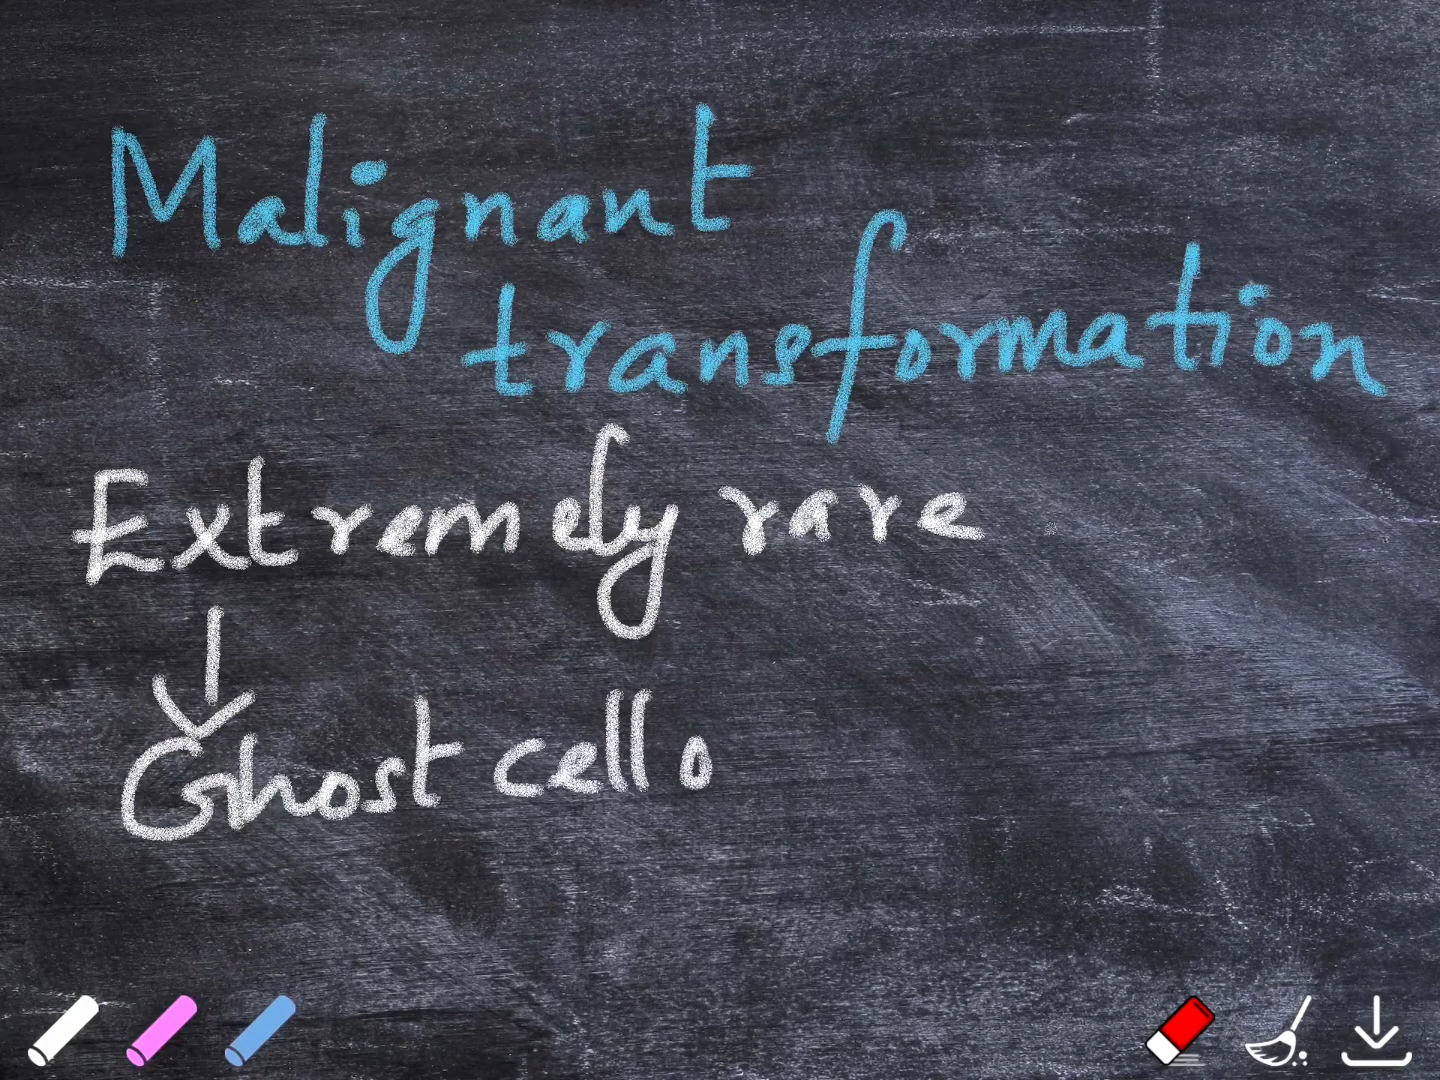 Malignant
transformation
Extremely rare
Ghost cell o